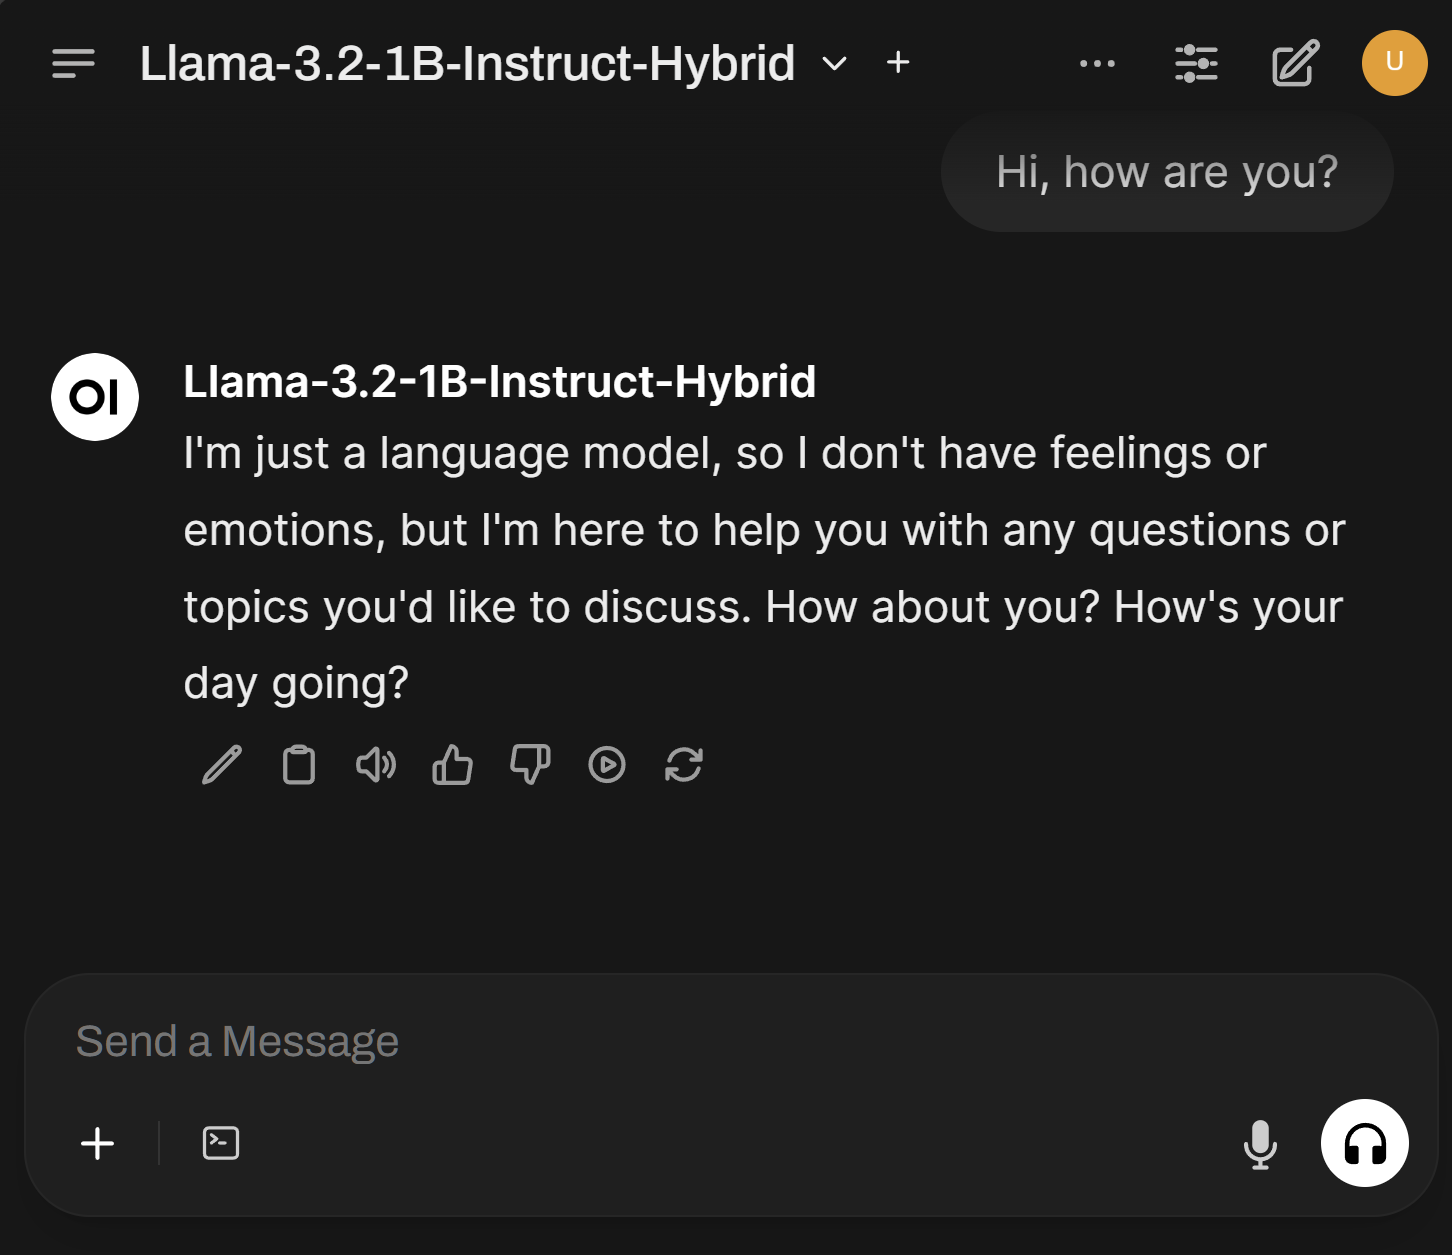 Llama-3.2-1B-Instruct-Hybrid
U
Hi, how are you?
OI
Llama-3.2-1B-Instruct-Hybrid
I'm just a language model, so I don't have feelings or
emotions, but I'm here to help you with any questions or
topics you'd like to discuss. How about you? How's your
day going?
Send a Message